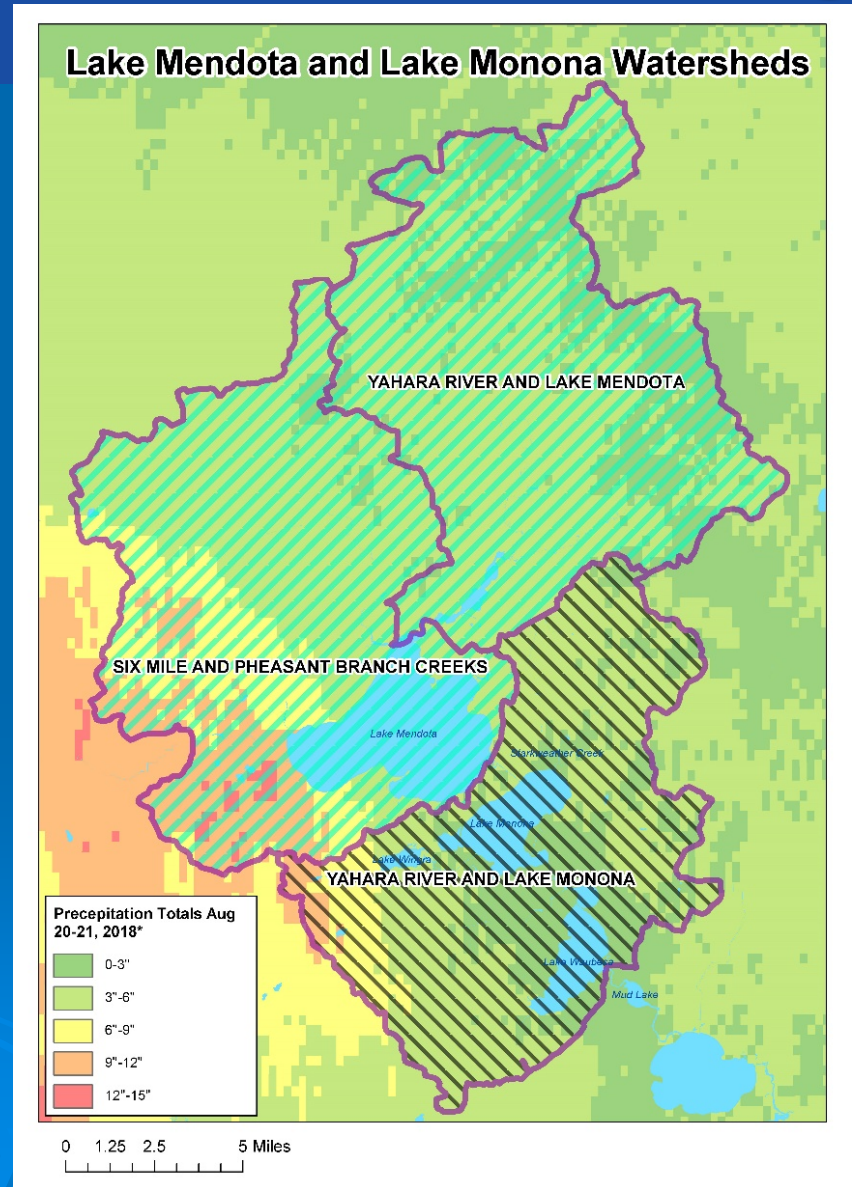 Lake Mendota and Lake Monona Watersheds
YAHARA RIVER AND LAKE MENDOTA
SIX MILE AND PHEASANT BRANCH CREEKS
Lake Mendota
Starkweather Creek
Lake Monona
Lake Wingra
YAHARA RIVER AND LAKE MONONA
Lake Waubesa
Mud Lake
Precepitation Totals Aug
20-21, 2018*
0-3"
3"-6"
6"-9"
9"-12"
12"-15"
0 1.25 2.5 5 Miles